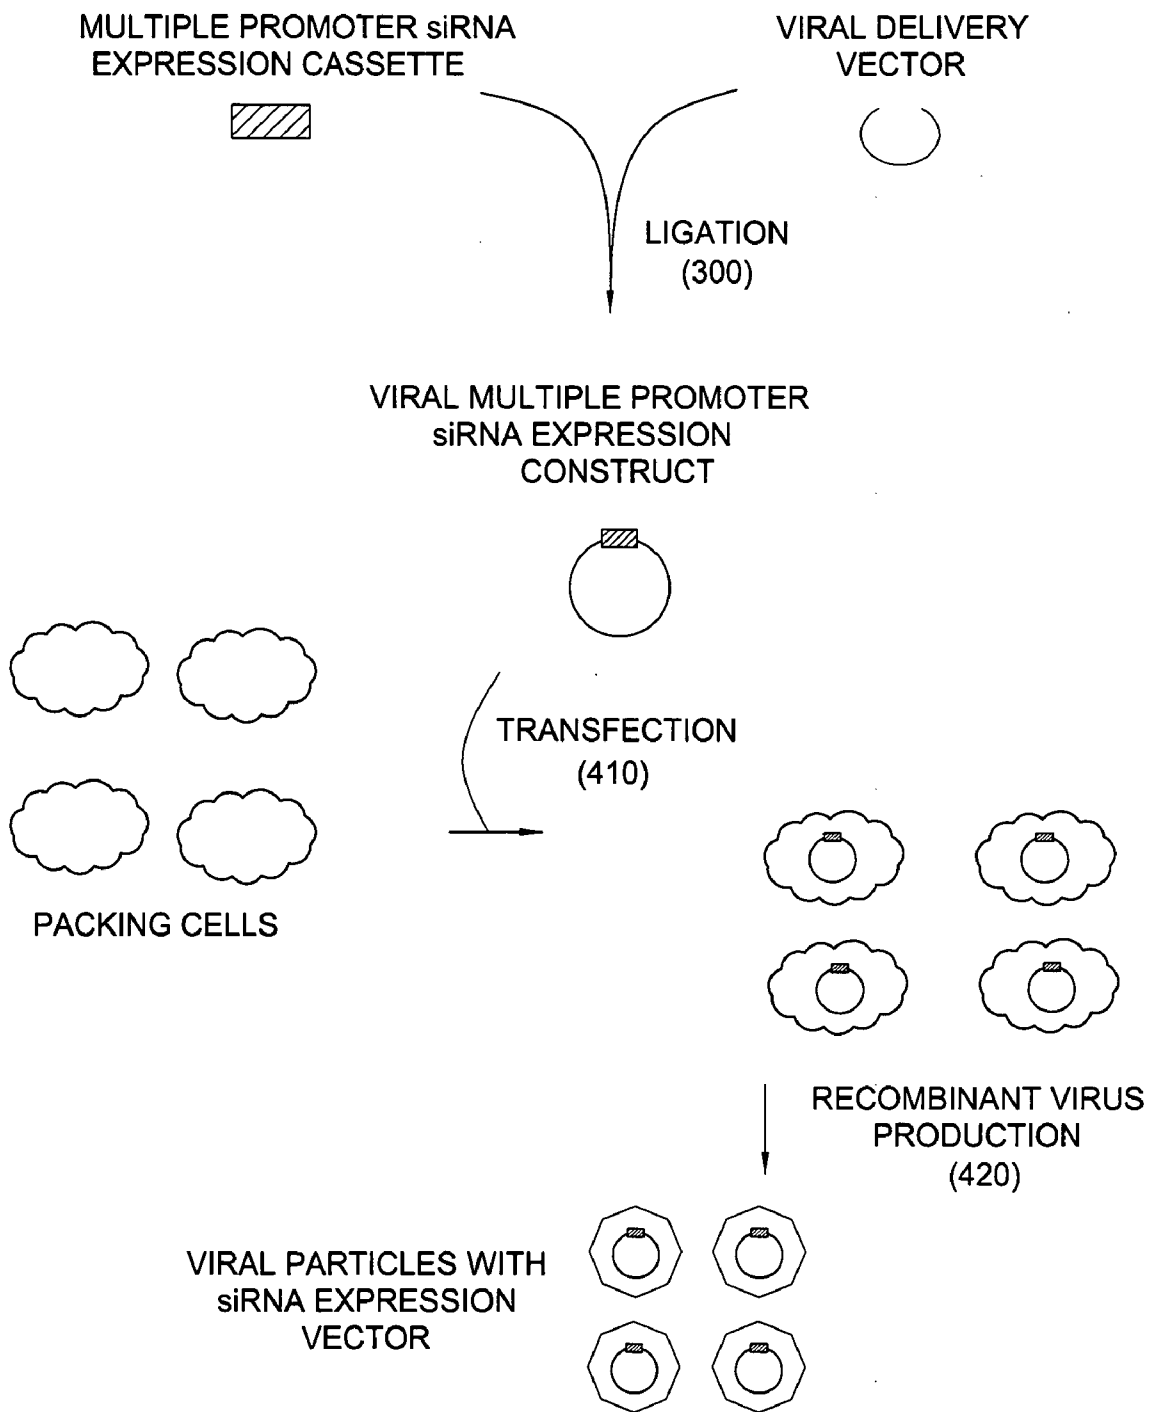 MULTIPLE PROMOTER siRNA
EXPRESSION CASSETTE
VIRAL DELIVERY
VECTOR
LIGATION
(300)
VIRAL MULTIPLE PROMOTER
siRNA EXPRESSION
CONSTRUCT
TRANSFECTION
(410)
PACKING CELLS
RECOMBINANT VIRUS
PRODUCTION
(420)
VIRAL PARTICLES WITH
siRNA EXPRESSION
VECTOR